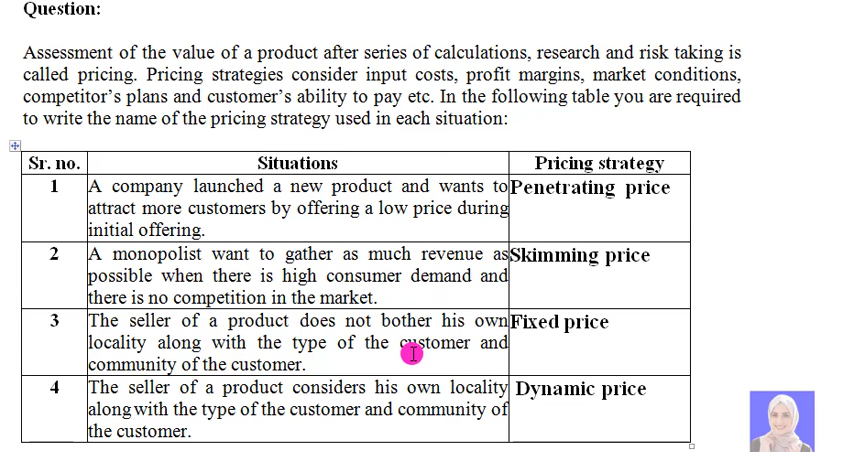 Question:
Assessment of the value of a product after series of calculations, research and risk taking is
called pricing. Pricing strategies consider input costs, profit margins, market conditions,
competitor's plans and customer's ability to pay etc. In the following table you are required
to write the name of the pricing strategy used in each situation:
Sr. no. Situations Pricing strategy
1 A company launched a new product and wants to Penetrating price
attract more customers by offering a low price during
initial offering.
2 A monopolist want to gather as much revenue as Skimming price
possible when there is high consumer demand and
there is no competition in the market.
3 The seller of a product does not bother his own Fixed price
locality along with the type of the customer and
community of the customer.
4 The seller of a product considers his own locality Dynamic price
along with the type of the customer and community of
the customer.